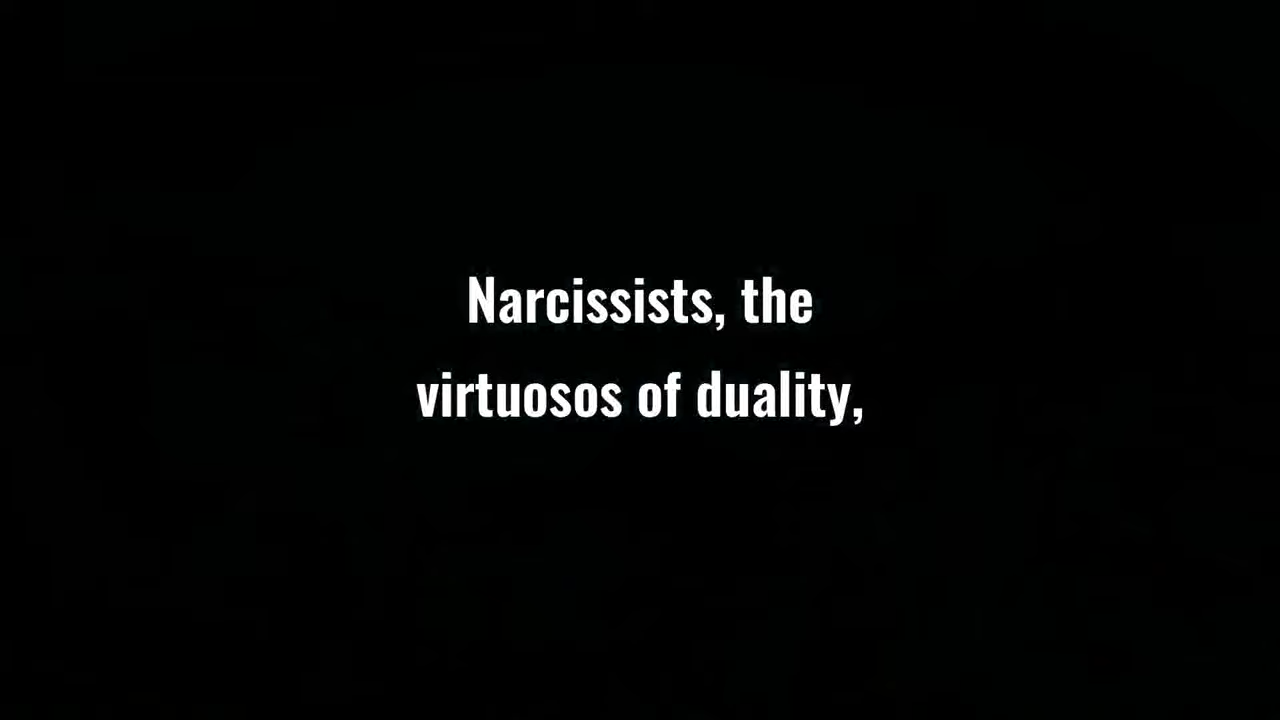 Narcissists, the
virtuosos of duality,